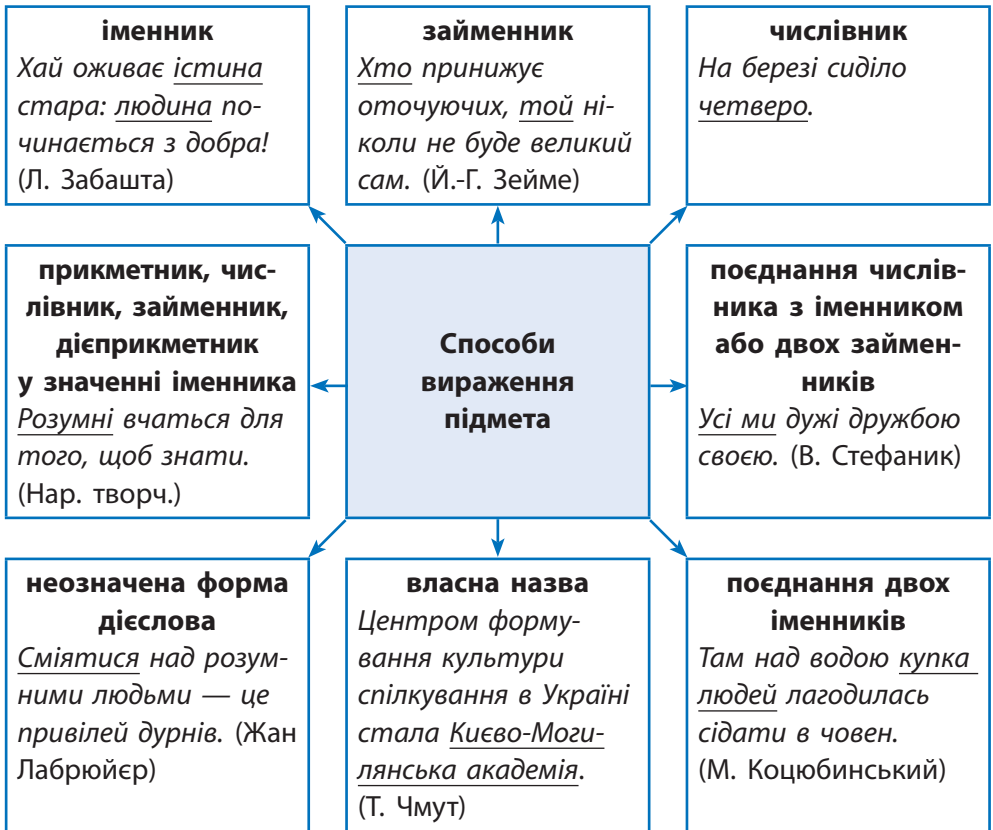 іменник
Хай оживає істина
стара: людина по-
чинається з добра!
(Л. Забашта)
займенник
Хто принижує
оточуючих, той ні-
коли не буде великий
сам. (Й.-Г. Зейме)
числівник
На березі сиділо
четверо.
прикметник, чис-
лівник, займенник,
дієприкметник
у значенні іменника
Розумні вчаться для
того, щоб знати.
(Нар. творч.)
Способи
вираження
підмета
поєднання числів-
ника з іменником
або двох займен-
ників
Усі ми дужі дружбою
своєю. (В. Стефаник)
неозначена форма
дієслова
Сміятися над розум-
ними людьми — це
привілей дурнів. (Жан
Лабрюйєр)
власна назва
Центром форму-
вання культури
спілкування в Україні
стала Києво-Моги-
лянська академія.
(Т. Чмут)
поєднання двох
іменників
Там над водою купка
людей лагодилась
сідати в човен.
(М. Коцюбинський)